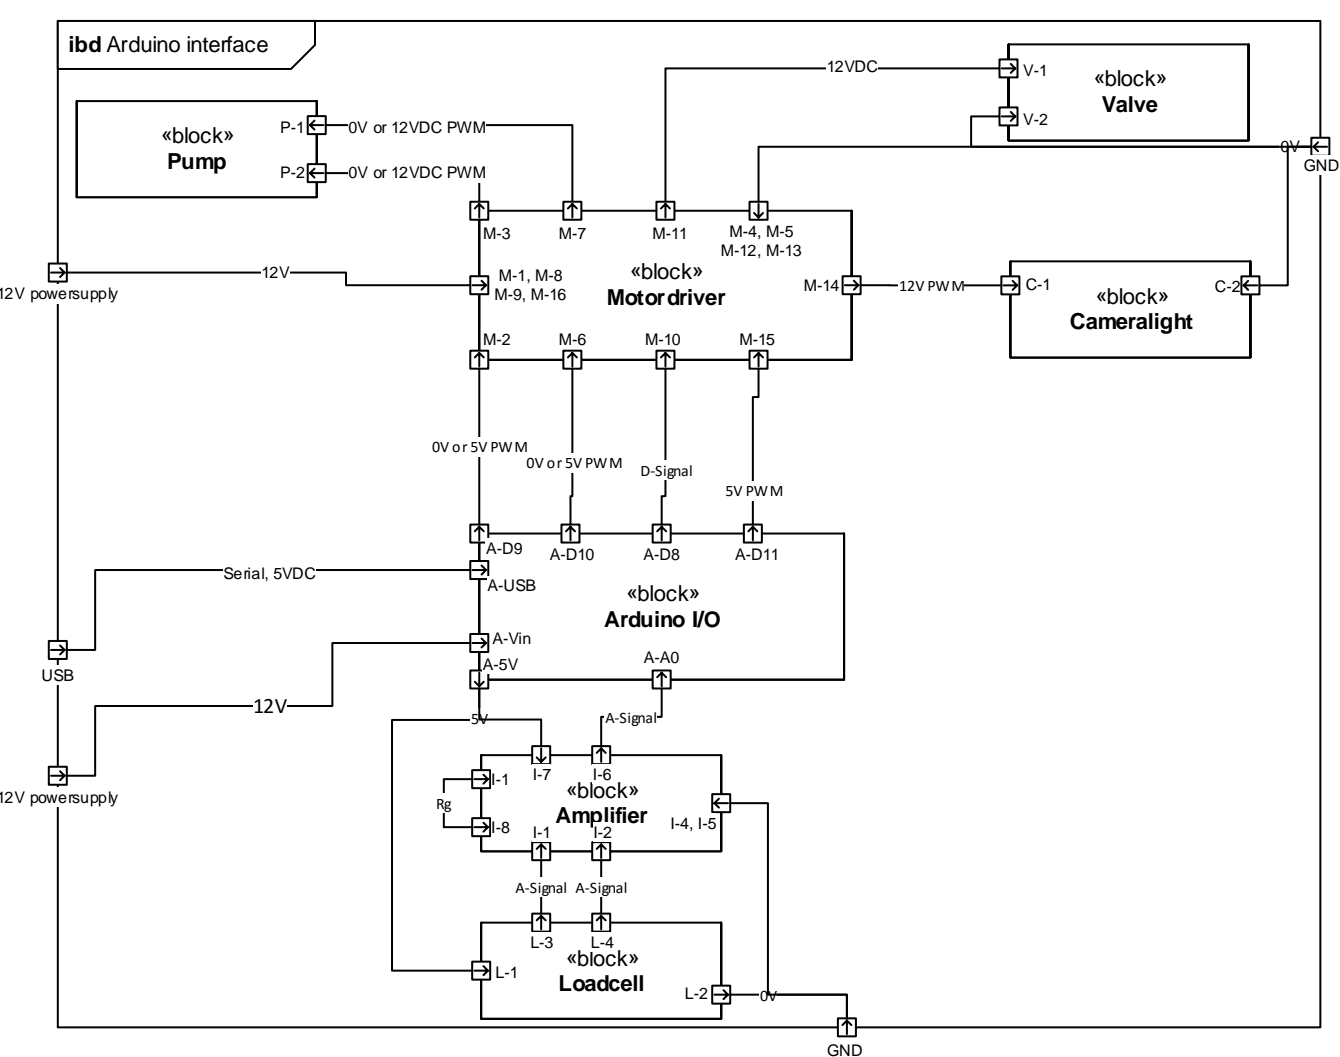 ibd Arduino interface
12VDC
«block»
Valve
V-1
V-2
«block»
Pump
P-1
0V or 12VDC PWM
P-2
0V or 12VDC PWM
0V
GND
M-3
M-7
M-11
M-4, M-5
M-12, M-13
12V
12V powersupply
M-1, M-8
M-9, M-16
«block»
Motordriver
M-14
12V PWM
C-1
«block»
Cameralight
C-2
M-2
M-6
M-10
M-15
0V or 5V PWM
0V or 5V PWM
D-Signal
5V PWM
A-D9
A-D10
A-D8
A-D11
Serial, 5VDC
A-USB
«block»
Arduino I/O
USB
A-Vin
A-5V
A-A0
12V
12V powersupply
5V
A-Signal
I-7
I-6
I-1
«block»
Rg
Amplifier
I-4, I-5
I-8
I-1
I-2
A-Signal
A-Signal
L-3
L-4
«block»
L-1
Loadcell
L-2
0V
GND